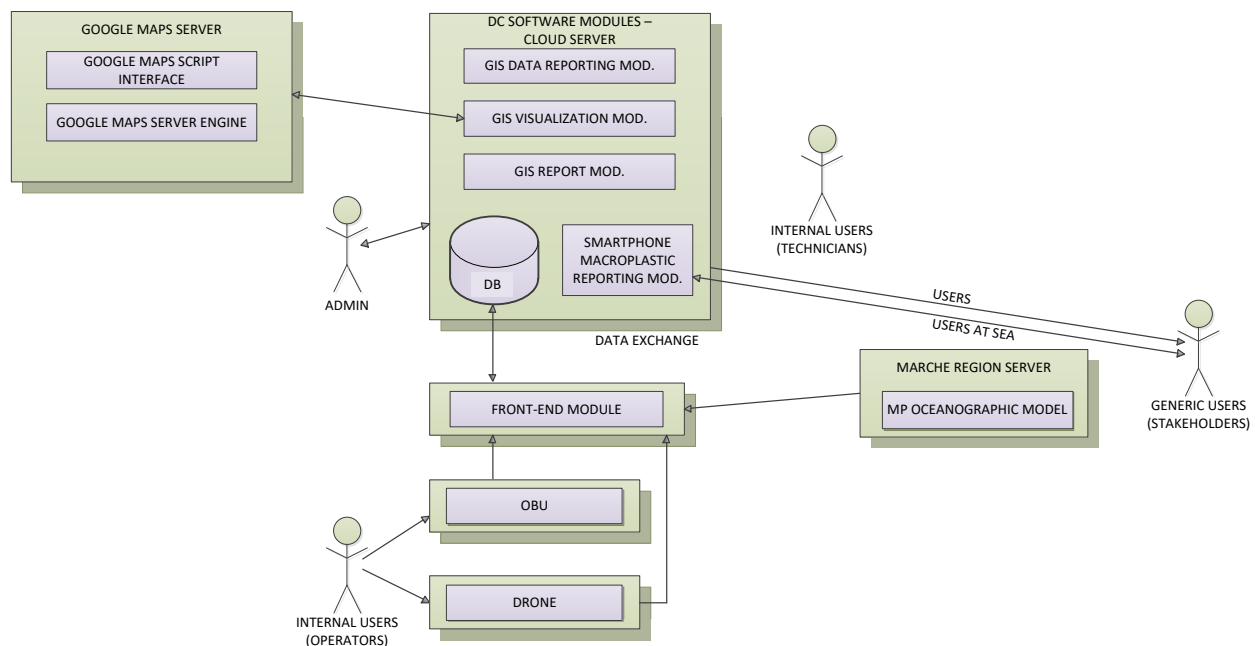 GOOGLE MAPS SERVER
GOOGLE MAPS SCRIPT
INTERFACE
GOOGLE MAPS SERVER ENGINE
DC SOFTWARE MODULES –
CLOUD SERVER
GIS DATA REPORTING MOD.
GIS VISUALIZATION MOD.
GIS REPORT MOD.
DB
SMARTPHONE
MACROPLASTIC
REPORTING MOD.
ADMIN
INTERNAL USERS
(TECHNICIANS)
USERS
USERS AT SEA
DATA EXCHANGE
FRONT-END MODULE
MARCHE REGION SERVER
MP OCEANOGRAPHIC MODEL
GENERIC USERS
(STAKEHOLDERS)
OBU
DRONE
INTERNAL USERS
(OPERATORS)